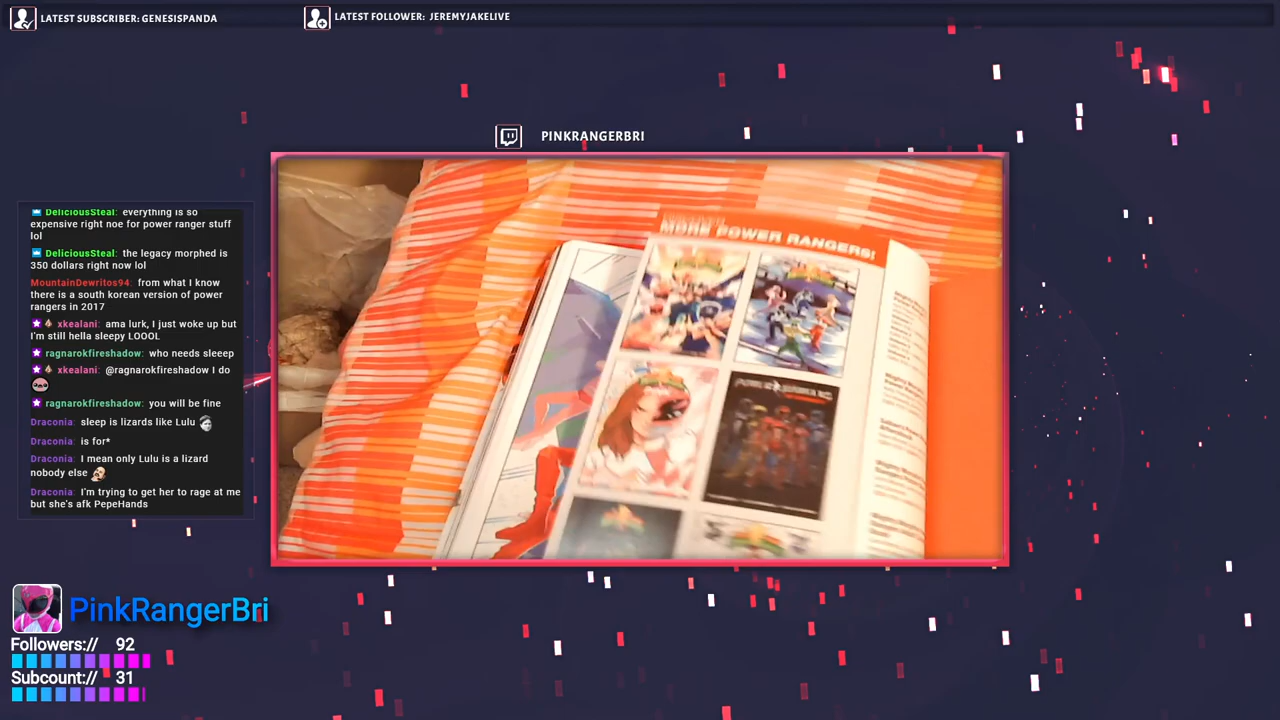 LATEST SUBSCRIBER: GENESISPANDA
LATEST FOLLOWER: JEREMYJAKELIVE
PINKRANGERBRI
MORE POWER RANGERS!
DeliciousSteal: everything is so
expensive right noe for power ranger stuff
lol
DeliciousSteal: the legacy morphed is
350 dollars right now lol
MountainDewritos94: from what I know
there is a south korean version of power
rangers in 2017
xkealani: ama lurk, I just woke up but
I'm still hella sleepy LOOOL
ragnarokfireshadow: who needs sleeep
xkealani: @ragnarokfireshadow I do
ragnarokfireshadow: you will be fine
Draconia: sleep is lizards like Lulu
Draconia: is for*
Draconia: I mean only Lulu is a lizard
nobody else
Draconia: I'm trying to get her to rage at me
but she's afk PepeHands
PinkRangerBri
Followers:// 92
Subcount:// 31